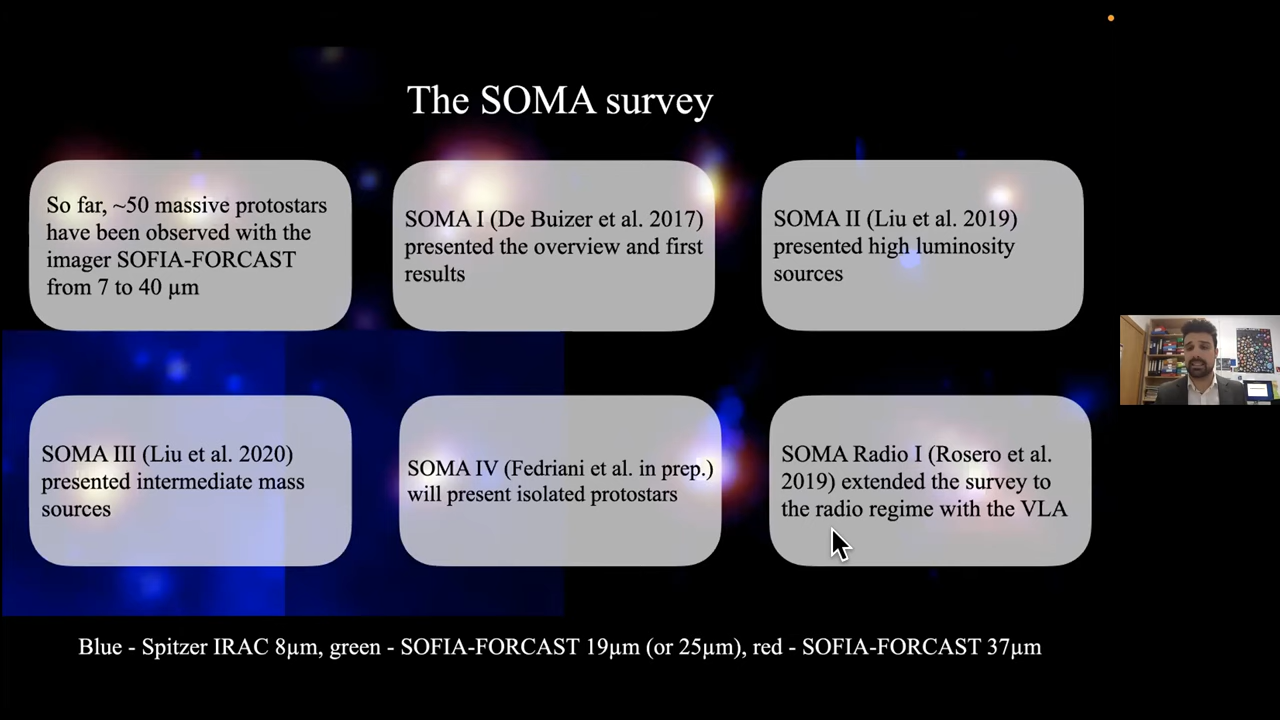 The SOMA survey
So far, ~50 massive protostars
have been observed with the
imager SOFIA-FORCAST
from 7 to 40 µm
SOMA I (De Buizer et al. 2017)
presented the overview and first
results
SOMA II (Liu et al. 2019)
presented high luminosity
sources
SOMA III (Liu et al. 2020)
presented intermediate mass
sources
SOMA IV (Fedriani et al. in prep.)
will present isolated protostars
SOMA Radio I (Rosero et al.
2019) extended the survey to
the radio regime with the VLA
Blue - Spitzer IRAC 8µm, green - SOFIA-FORCAST 19µm (or 25µm), red - SOFIA-FORCAST 37µm